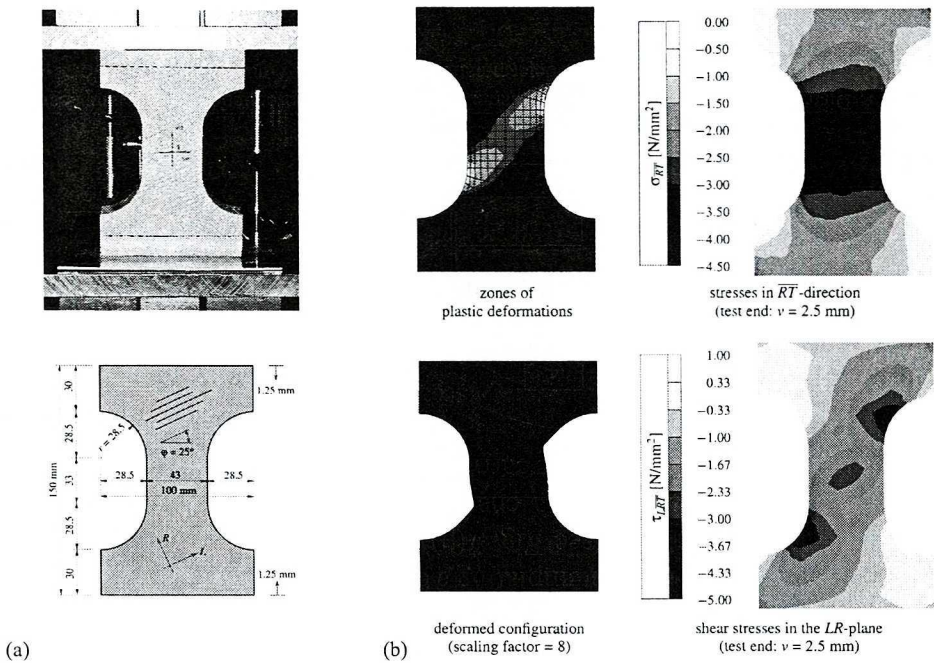 0.00
−0.50
−1.00
−1.50
−2.00
−2.50
−3.00
−3.50
−4.00
−4.50
σRT [N/mm²]
zones of
plastic deformations
stresses in RT-direction
(test end: v = 2.5 mm)
30
28.5
33
28.5
30
150 mm
1.25 mm
r = 28.5
φ = 25°
28.5
43
28.5
100 mm
R
L
1.25 mm
1.00
0.33
−0.33
−1.00
−1.67
−2.33
−3.00
−3.67
−4.33
−5.00
τLRT [N/mm²]
deformed configuration
(scaling factor = 8)
shear stresses in the LR-plane
(test end: v = 2.5 mm)
(a)
(b)